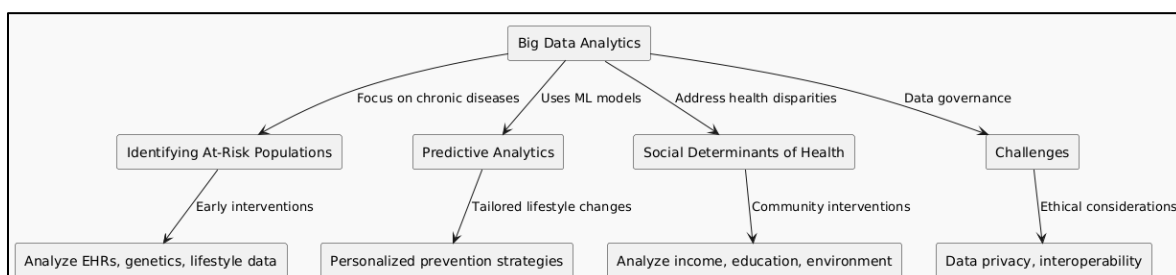 Big Data Analytics
Focus on chronic diseases
Uses ML models
Address health disparities
Data governance
Identifying At-Risk Populations
Predictive Analytics
Social Determinants of Health
Challenges
Early interventions
Tailored lifestyle changes
Community interventions
Ethical considerations
Analyze EHRs, genetics, lifestyle data
Personalized prevention strategies
Analyze income, education, environment
Data privacy, interoperability